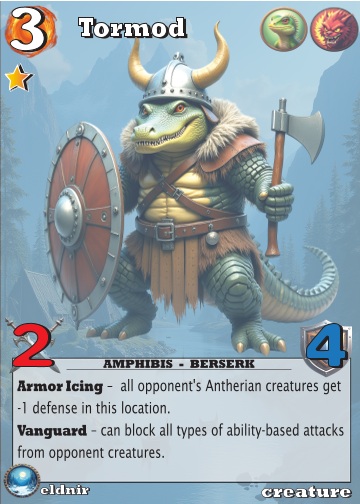 3 Tormod
2 4
AMPHIBIS - BERSERK
Armor Icing - all opponent's Antherian creatures get
-1 defense in this location.
Vanguard - can block all types of ability-based attacks
from opponent creatures.
eldnir creature